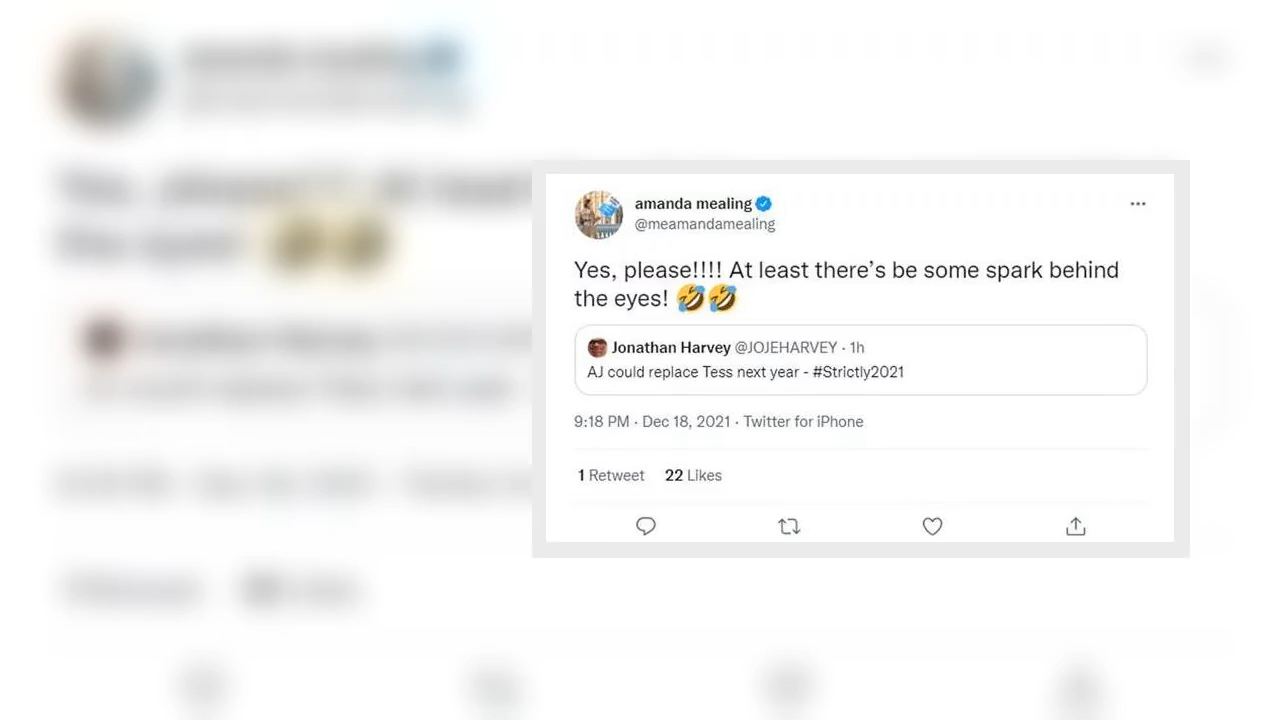 amanda mealing
@meamandamealing
Yes, please!!!! At least there’s be some spark behind
the eyes! 🤣🤣
Jonathan Harvey @JOJEHARVEY · 1h
AJ could replace Tess next year - #Strictly2021
9:18 PM · Dec 18, 2021 · Twitter for iPhone
1 Retweet 22 Likes